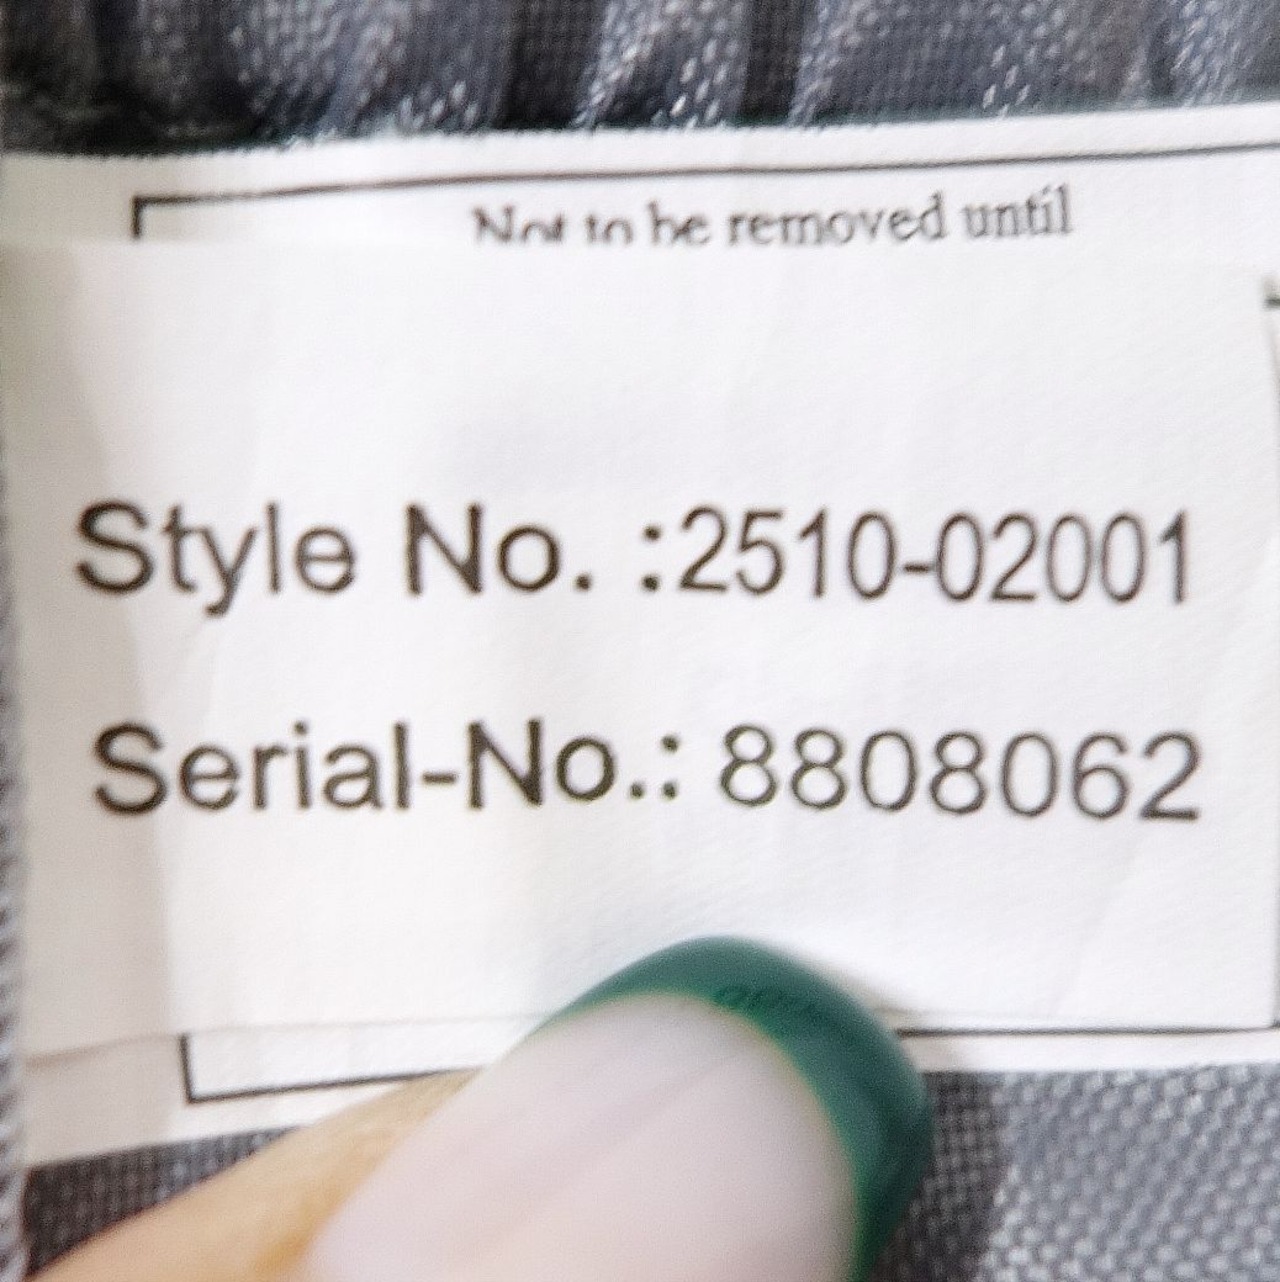 Not to be removed until
Style No. :2510-02001
Serial-No.: 8808062